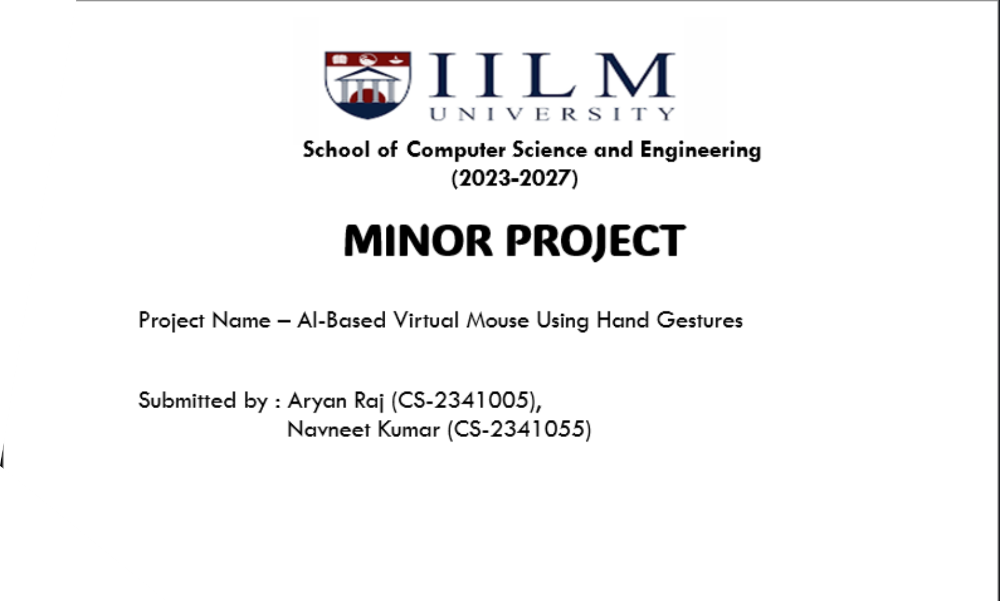 IILM
UNIVERSITY
School of Computer Science and Engineering
(2023-2027)
MINOR PROJECT
Project Name – AI-Based Virtual Mouse Using Hand Gestures
Submitted by : Aryan Raj (CS-2341005),
Navneet Kumar (CS-2341055)